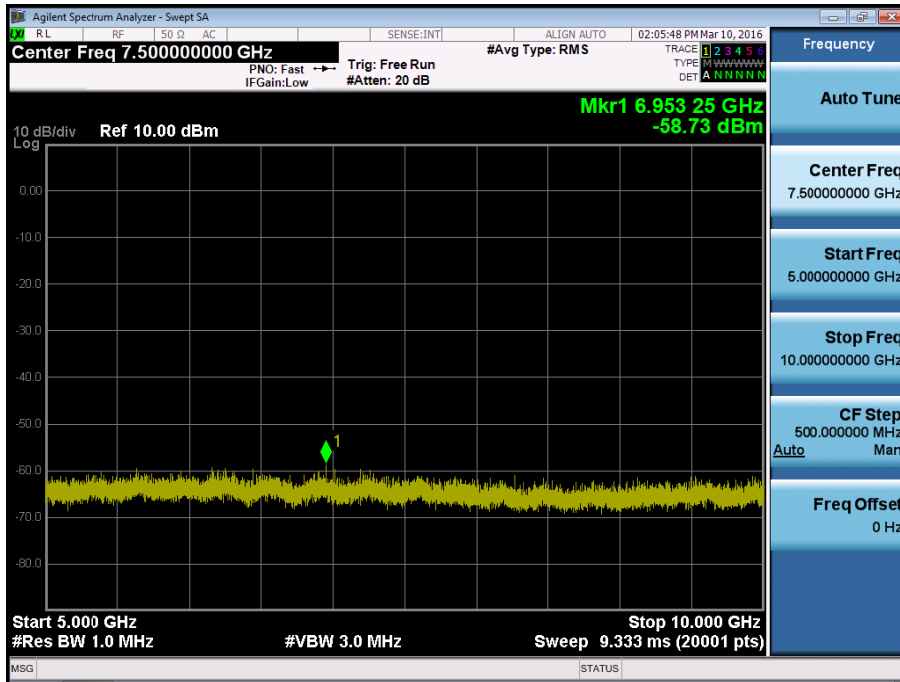 Agilent Spectrum Analyzer - Swept SA
LXI RL RF 50 Ω AC SENSE:INT ALIGN AUTO 02:05:48 PM Mar 10, 2016
Center Freq 7.500000000 GHz
PNO: Fast
IFGain:Low
Trig: Free Run
#Atten: 20 dB
#Avg Type: RMS
TRACE 1 2 3 4 5 6
TYPE M W W W W W
DET A N N N N N
Mkr1 6.953 25 GHz
-58.73 dBm
10 dB/div Ref 10.00 dBm
Log
0.00
-10.0
-20.0
-30.0
-40.0
-50.0
-60.0
-70.0
-80.0
1
Start 5.000 GHz Stop 10.000 GHz
#Res BW 1.0 MHz #VBW 3.0 MHz Sweep 9.333 ms (20001 pts)
MSG STATUS
Frequency
Auto Tune
Center Freq
7.500000000 GHz
Start Freq
5.000000000 GHz
Stop Freq
10.000000000 GHz
CF Step
500.000000 MHz
Auto Man
Freq Offset
0 Hz